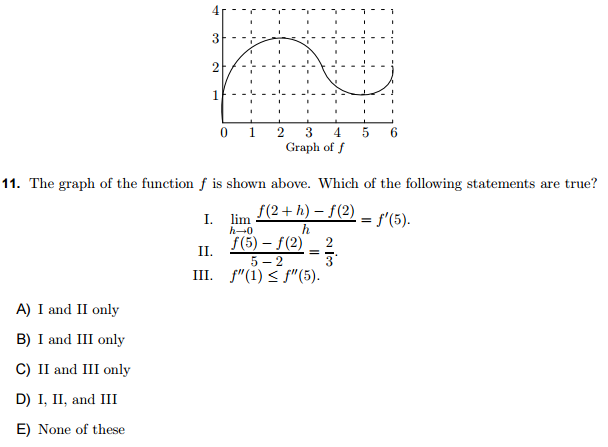 4
3
2
1
0 1 2 3 4 5 6
Graph of f
11. The graph of the function f is shown above. Which of the following statements are true?
I. lim h→0 f(2 + h) − f(2) / h = f′(5).
II. f(5) − f(2) / 5 − 2 = 2/3.
III. f″(1) ≤ f″(5).
A) I and II only
B) I and III only
C) II and III only
D) I, II, and III
E) None of these